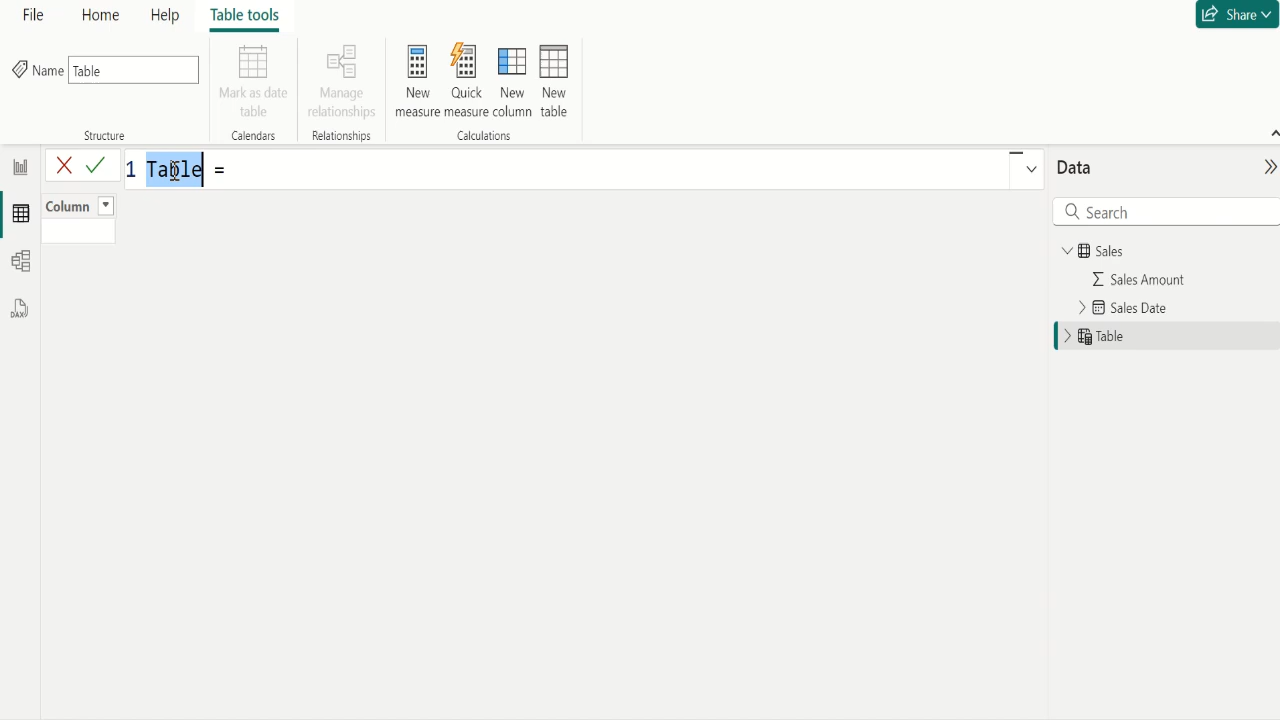 File Home Help Table tools Share
Name Table
Mark as date table
Manage relationships
New measure
Quick measure
New column
New table
Structure Calendars Relationships Calculations
1 Table =
Data
Column
Search
Sales
Sales Amount
Sales Date
Table
DAX